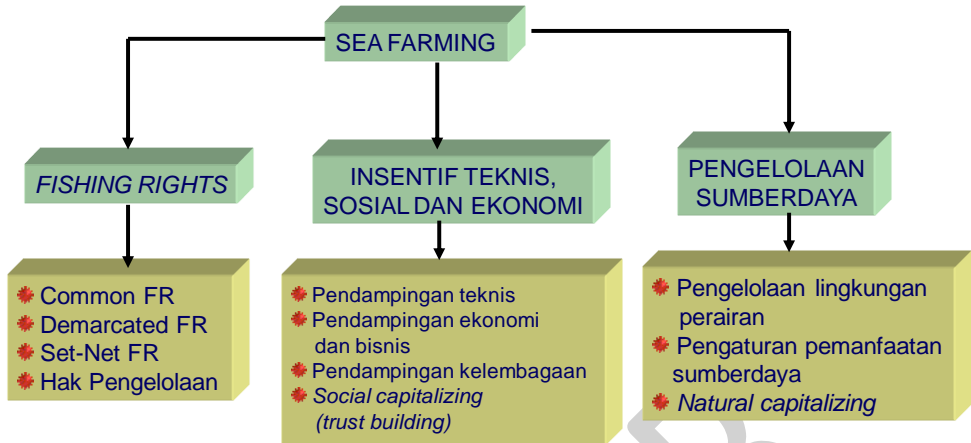 SEA FARMING
FISHING RIGHTS
INSENTIF TEKNIS,
SOSIAL DAN EKONOMI
PENGELOLAAN
SUMBERDAYA
Common FR
Demarcated FR
Set-Net FR
Hak Pengelolaan
Pendampingan teknis
Pendampingan ekonomi
dan bisnis
Pendampingan kelembagaan
Social capitalizing
(trust building)
Pengelolaan lingkungan
perairan
Pengaturan pemanfaatan
sumberdaya
Natural capitalizing